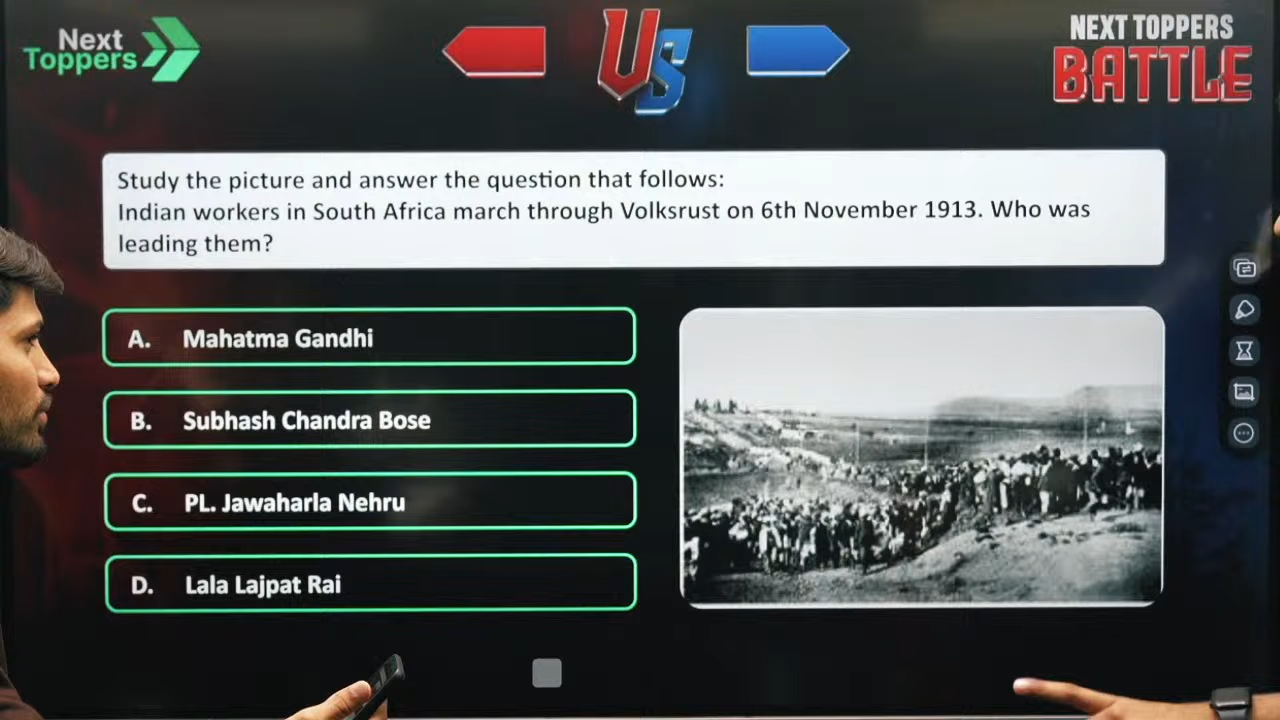 Next
Toppers
VS
NEXT TOPPERS
BATTLE
Study the picture and answer the question that follows:
Indian workers in South Africa march through Volksrust on 6th November 1913. Who was
leading them?
A. Mahatma Gandhi
B. Subhash Chandra Bose
C. PL. Jawaharla Nehru
D. Lala Lajpat Rai